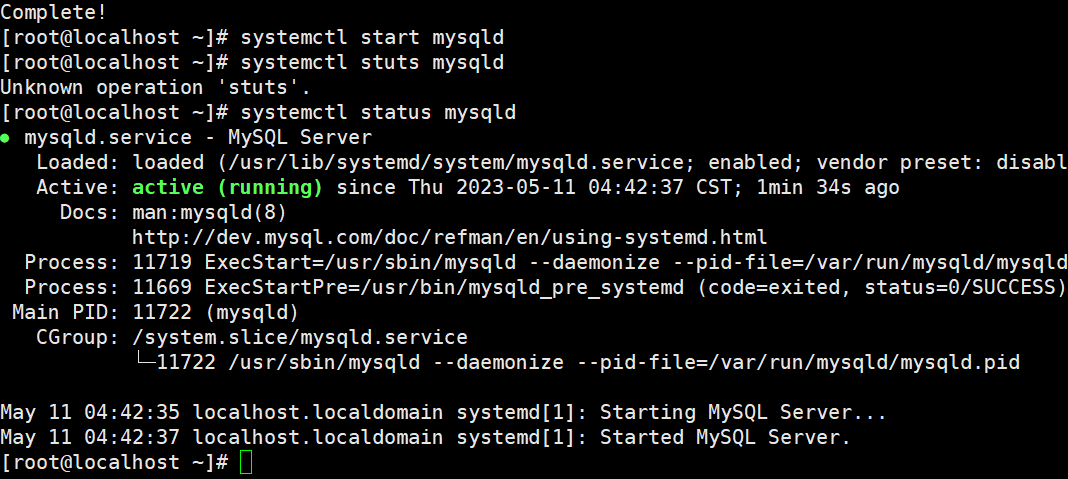 Complete!
[root@localhost ~]# systemctl start mysqld
[root@localhost ~]# systemctl stuts mysqld
Unknown operation 'stuts'.
[root@localhost ~]# systemctl status mysqld
● mysqld.service - MySQL Server
Loaded: loaded (/usr/lib/systemd/system/mysqld.service; enabled; vendor preset: disabl
Active: active (running) since Thu 2023-05-11 04:42:37 CST; 1min 34s ago
Docs: man:mysqld(8)
http://dev.mysql.com/doc/refman/en/using-systemd.html
Process: 11719 ExecStart=/usr/sbin/mysqld --daemonize --pid-file=/var/run/mysqld/mysqld
Process: 11669 ExecStartPre=/usr/bin/mysqld_pre_systemd (code=exited, status=0/SUCCESS)
Main PID: 11722 (mysqld)
CGroup: /system.slice/mysqld.service
└─11722 /usr/sbin/mysqld --daemonize --pid-file=/var/run/mysqld/mysqld.pid
May 11 04:42:35 localhost.localdomain systemd[1]: Starting MySQL Server...
May 11 04:42:37 localhost.localdomain systemd[1]: Started MySQL Server.
[root@localhost ~]#